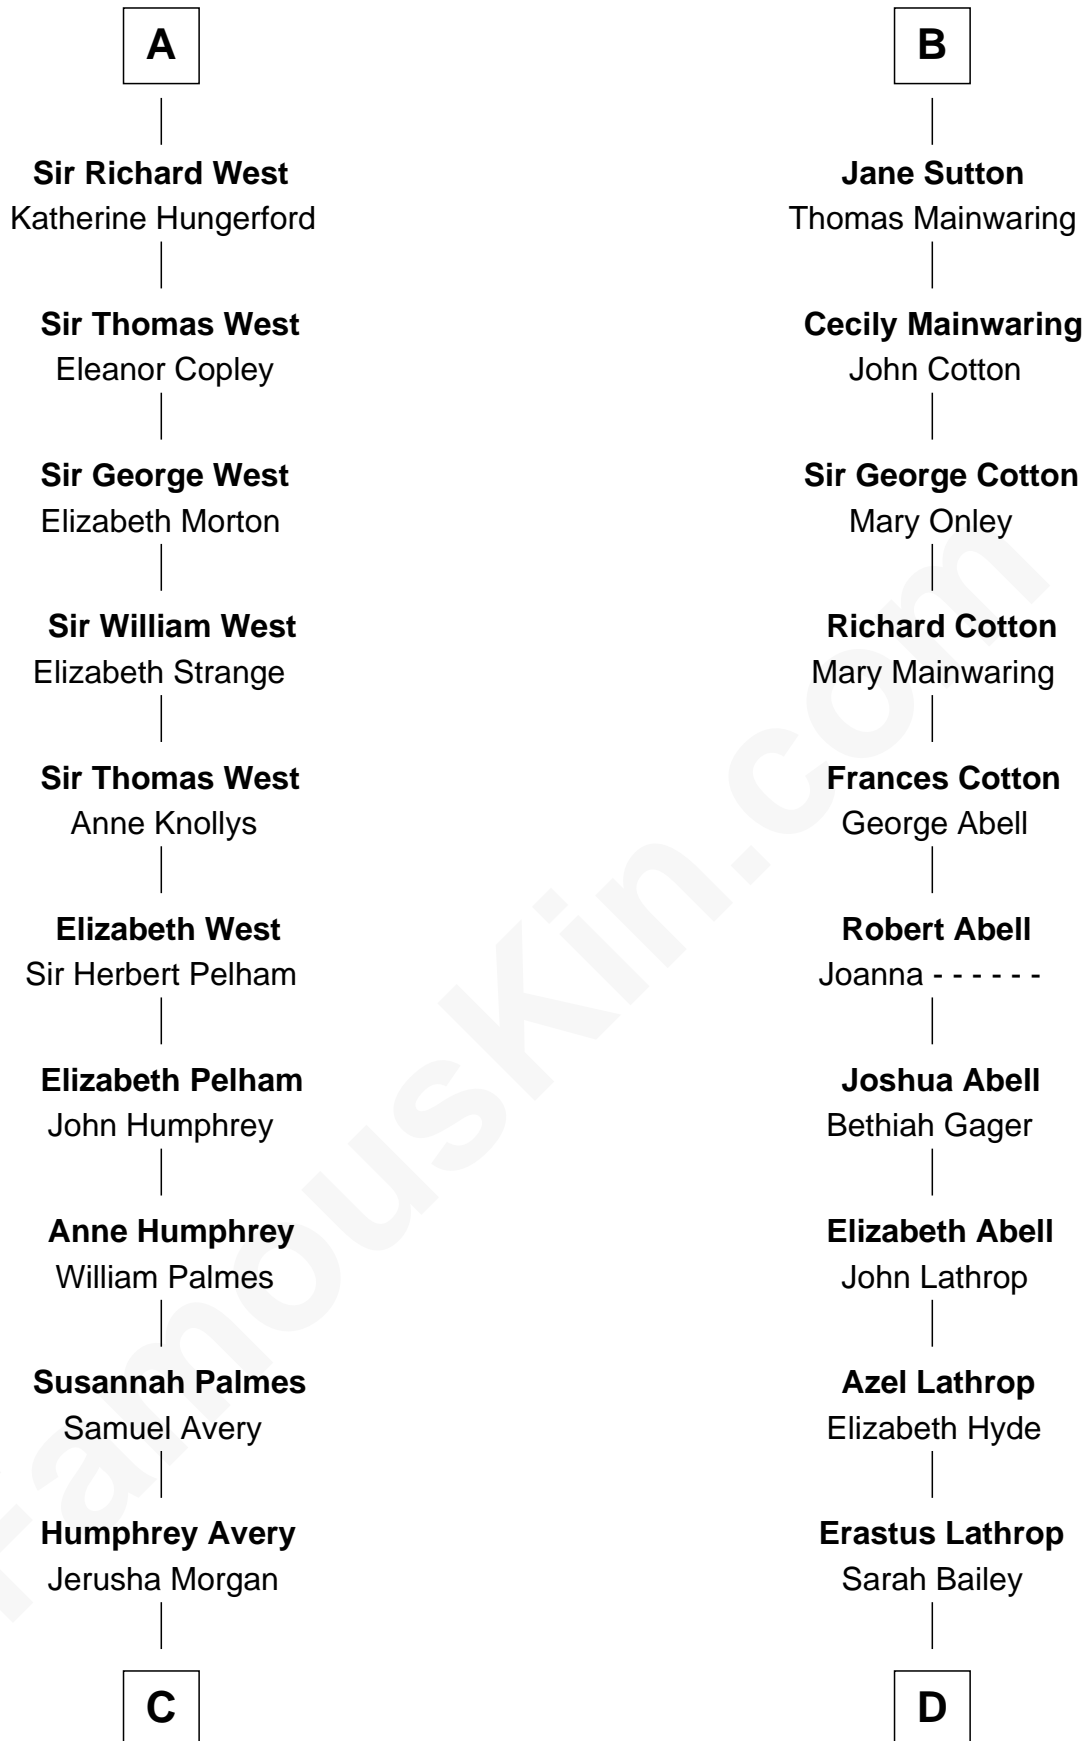 A
Sir Richard West
Katherine Hungerford
Sir Thomas West
Eleanor Copley
Sir George West
Elizabeth Morton
Sir William West
Elizabeth Strange
Sir Thomas West
Anne Knollys
Elizabeth West
Sir Herbert Pelham
Elizabeth Pelham
John Humphrey
Anne Humphrey
William Palmes
Susannah Palmes
Samuel Avery
Humphrey Avery
Jerusha Morgan
C
B
Jane Sutton
Thomas Mainwaring
Cecily Mainwaring
John Cotton
Sir George Cotton
Mary Onley
Richard Cotton
Mary Mainwaring
Frances Cotton
George Abell
Robert Abell
Joanna - - - - - -
Joshua Abell
Bethiah Gager
Elizabeth Abell
John Lathrop
Azel Lathrop
Elizabeth Hyde
Erastus Lathrop
Sarah Bailey
D
FamousKin.com